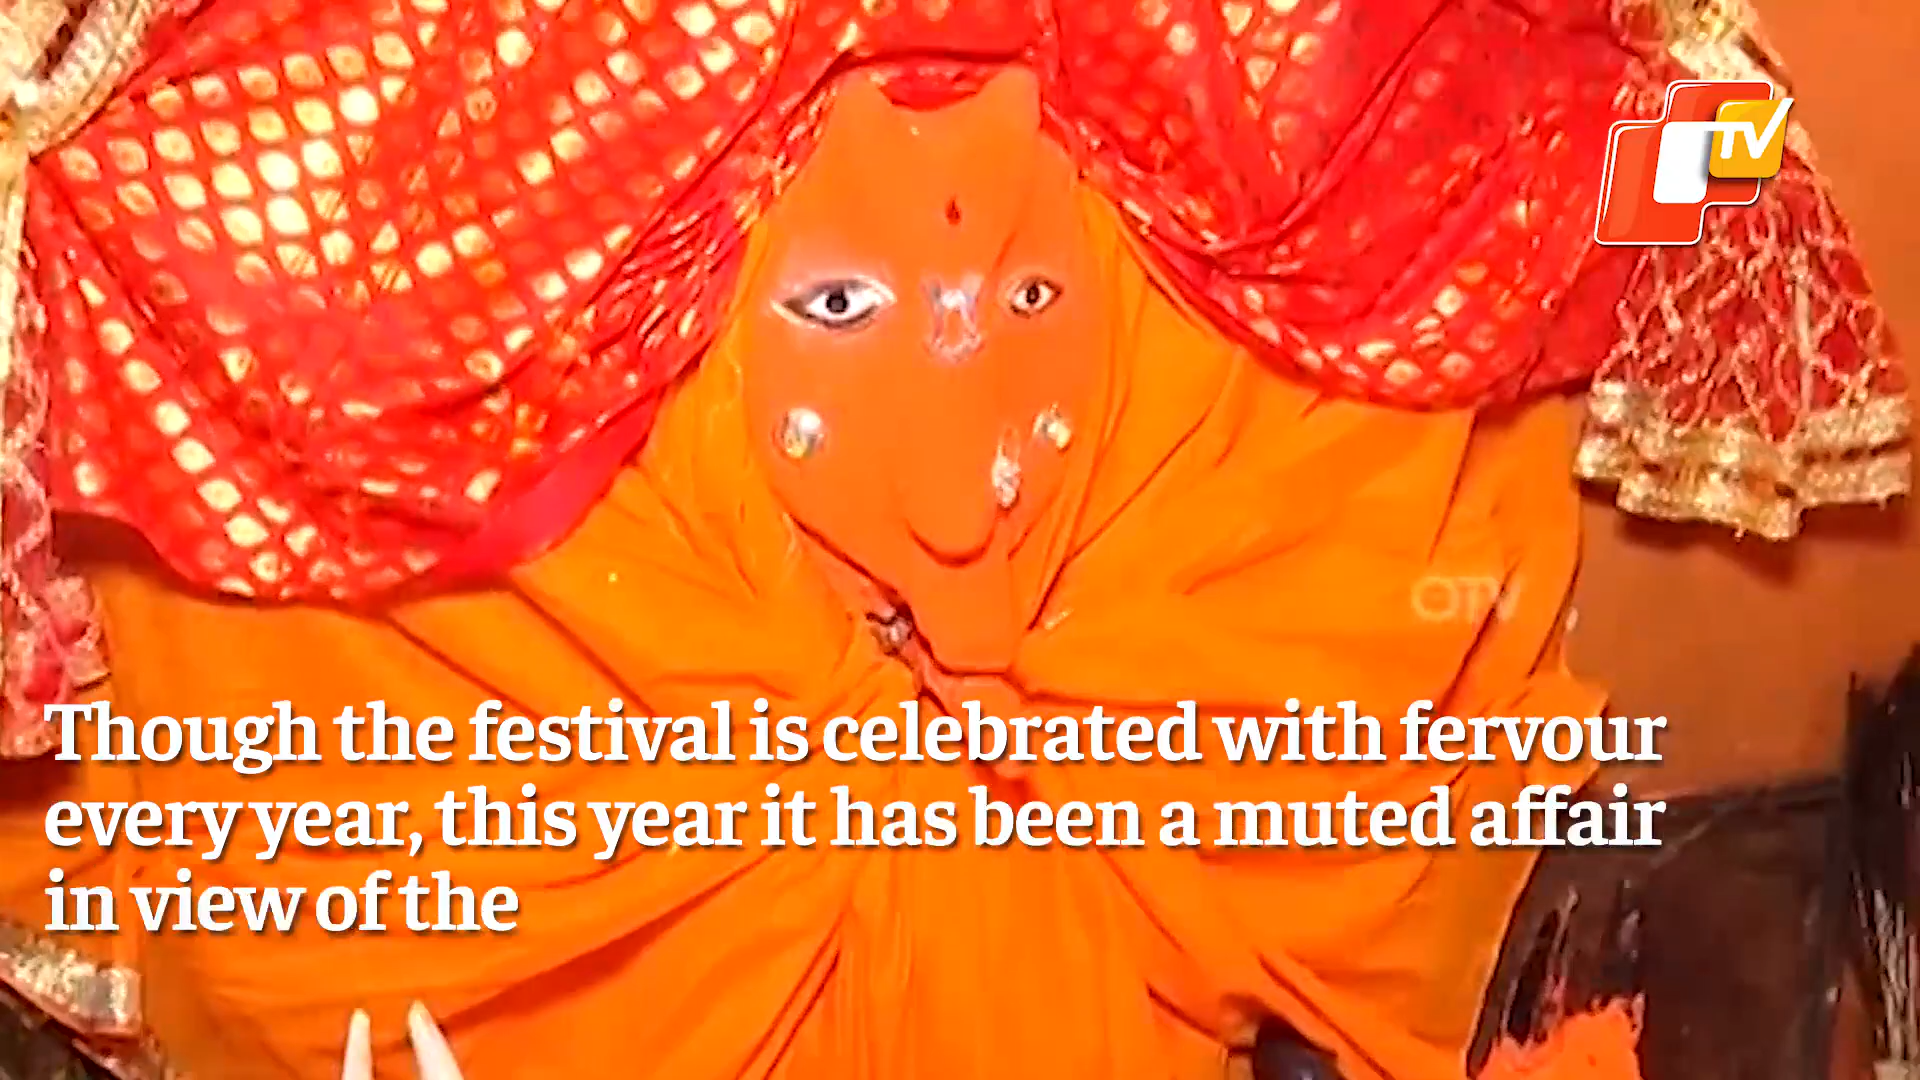 TV
OTV
Though the festival is celebrated with fervour
every year, this year it has been a muted affair
in view of the